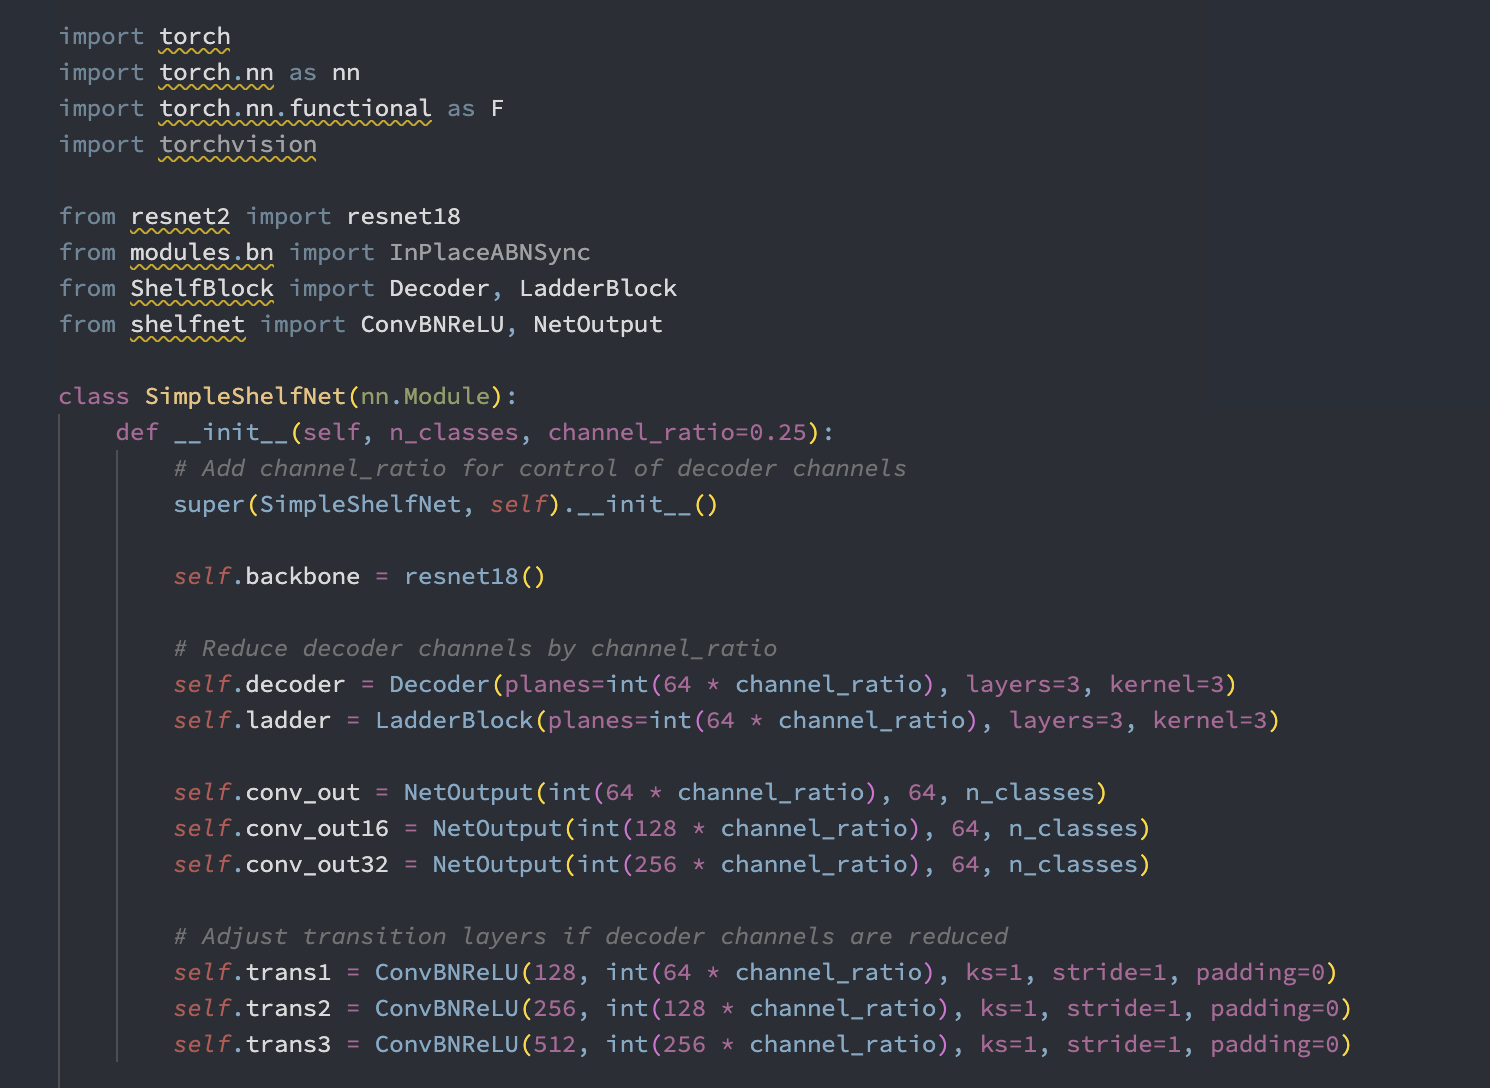 import torch
import torch.nn as nn
import torch.nn.functional as F
import torchvision

from resnet2 import resnet18
from modules.bn import InPlaceABNSync
from ShelfBlock import Decoder, LadderBlock
from shelfnet import ConvBNReLU, NetOutput

class SimpleShelfNet(nn.Module):
    def __init__(self, n_classes, channel_ratio=0.25):
        # Add channel_ratio for control of decoder channels
        super(SimpleShelfNet, self).__init__()

        self.backbone = resnet18()

        # Reduce decoder channels by channel_ratio
        self.decoder = Decoder(planes=int(64 * channel_ratio), layers=3, kernel=3)
        self.ladder = LadderBlock(planes=int(64 * channel_ratio), layers=3, kernel=3)

        self.conv_out = NetOutput(int(64 * channel_ratio), 64, n_classes)
        self.conv_out16 = NetOutput(int(128 * channel_ratio), 64, n_classes)
        self.conv_out32 = NetOutput(int(256 * channel_ratio), 64, n_classes)

        # Adjust transition layers if decoder channels are reduced
        self.trans1 = ConvBNReLU(128, int(64 * channel_ratio), ks=1, stride=1, padding=0)
        self.trans2 = ConvBNReLU(256, int(128 * channel_ratio), ks=1, stride=1, padding=0)
        self.trans3 = ConvBNReLU(512, int(256 * channel_ratio), ks=1, stride=1, padding=0)